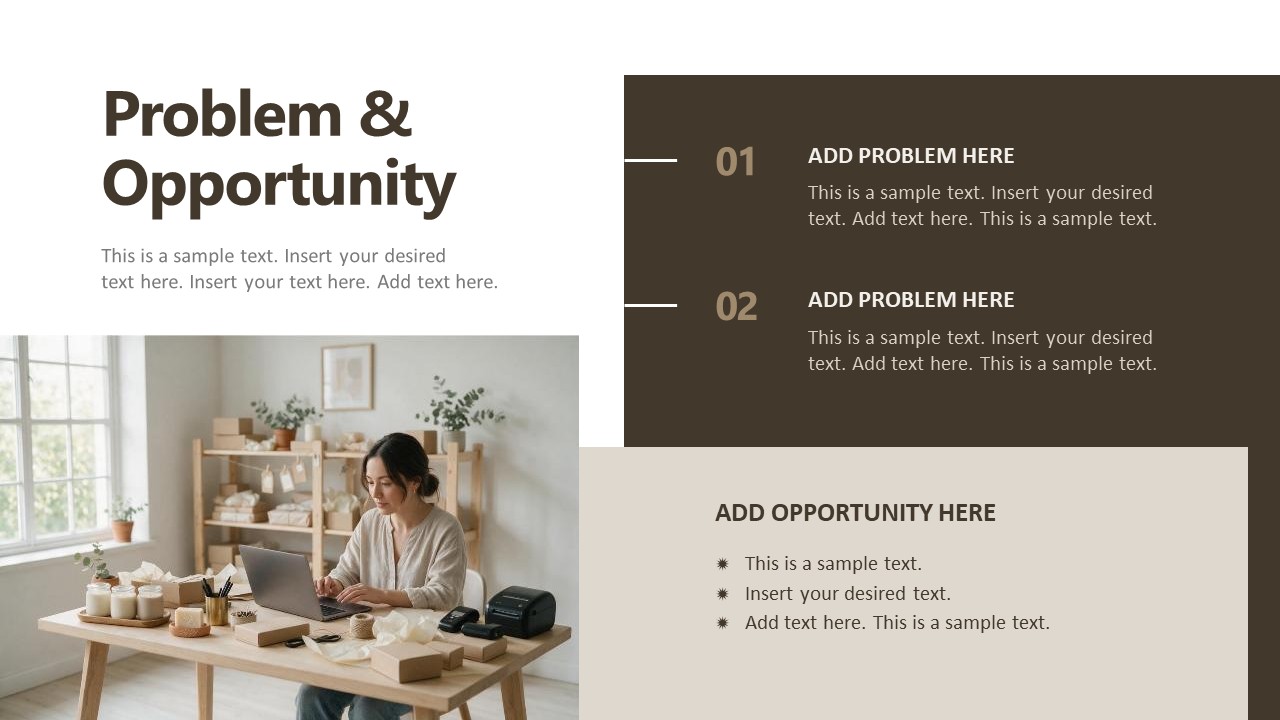 Problem &
Opportunity
This is a sample text. Insert your desired
text here. Insert your text here. Add text here.
01
ADD PROBLEM HERE
This is a sample text. Insert your desired
text. Add text here. This is a sample text.
02
ADD PROBLEM HERE
This is a sample text. Insert your desired
text. Add text here. This is a sample text.
ADD OPPORTUNITY HERE
This is a sample text.
Insert your desired text.
Add text here. This is a sample text.